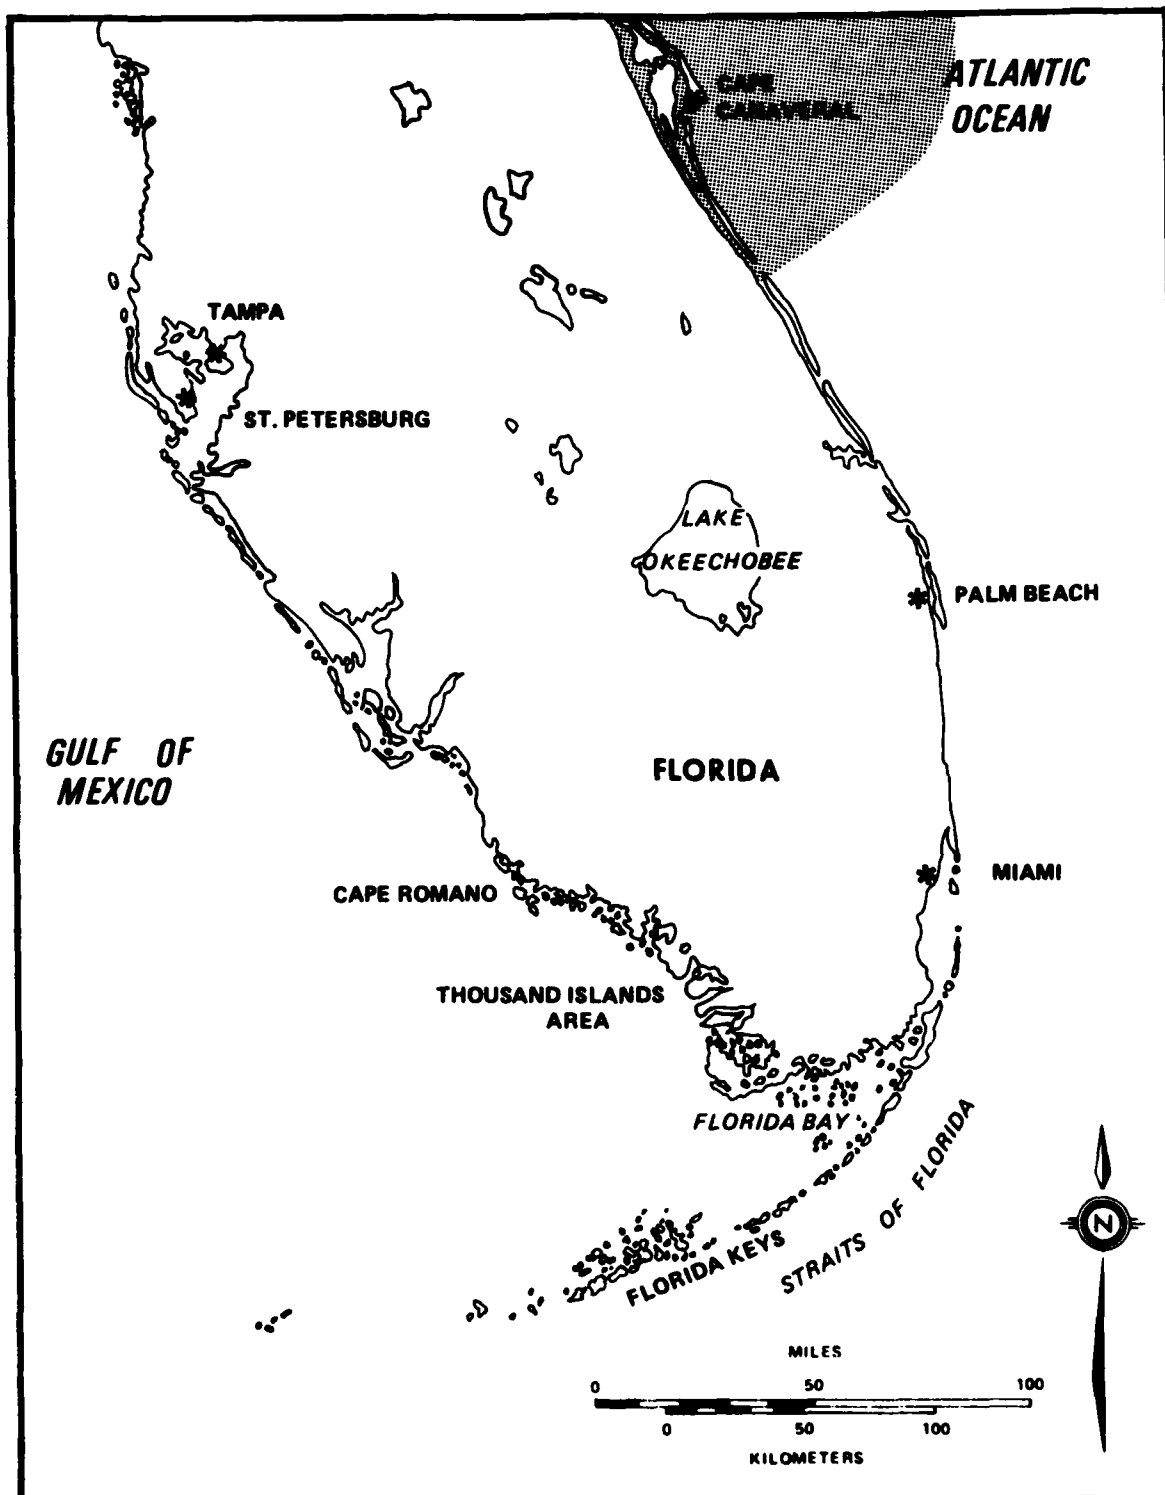 ATLANTIC
OCEAN
CAPE
CANAVERAL
TAMPA
ST. PETERSBURG
LAKE
OKEECHOBEE
PALM BEACH
GULF OF
MEXICO
FLORIDA
MIAMI
CAPE ROMANO
THOUSAND ISLANDS
AREA
FLORIDA BAY
STRAITS OF FLORIDA
FLORIDA KEYS
N
MILES
0 50 100
0 50 100
KILOMETERS